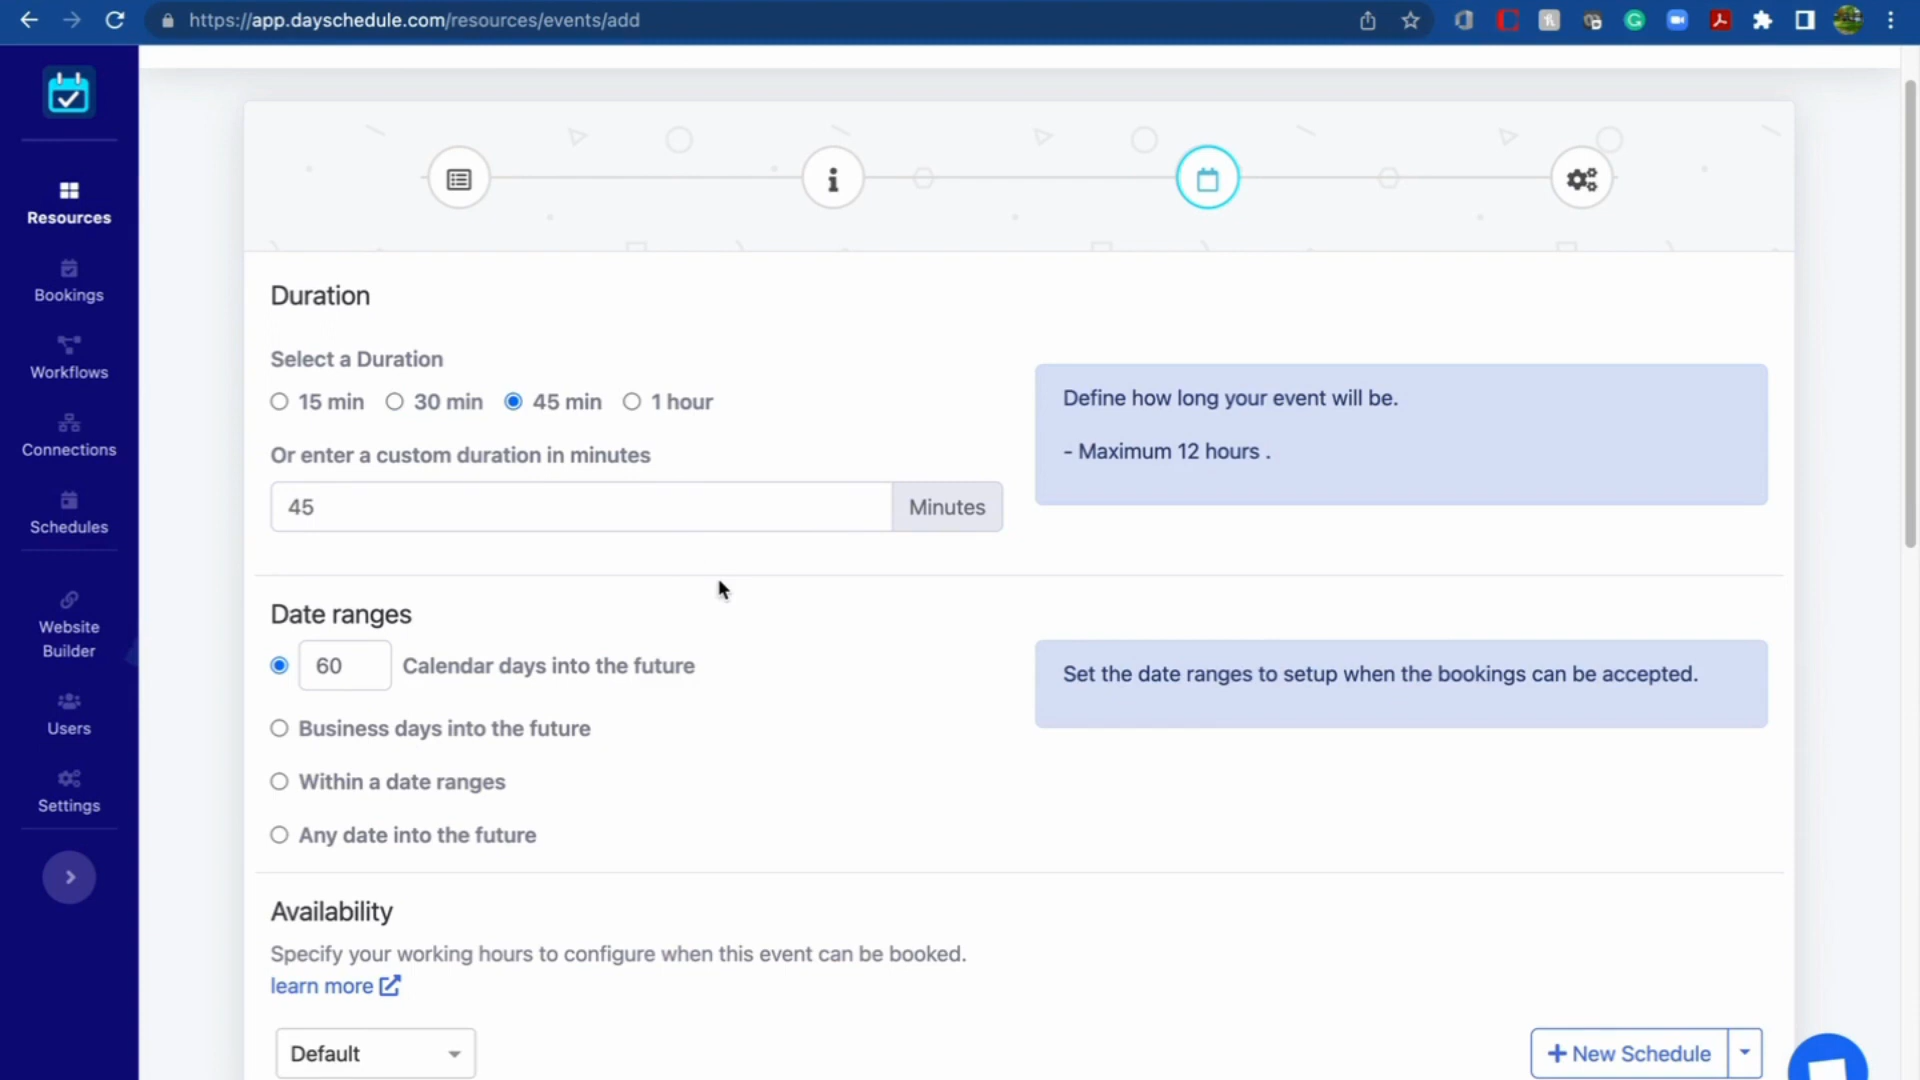 https://app.dayschedule.com/resources/events/add
Resources
Bookings
Workflows
Connections
Schedules
Website
Builder
Users
Settings
Duration
Select a Duration
15 min 30 min 45 min 1 hour
Or enter a custom duration in minutes
45 Minutes
Define how long your event will be.
- Maximum 12 hours .
Date ranges
60 Calendar days into the future
Business days into the future
Within a date ranges
Any date into the future
Set the date ranges to setup when the bookings can be accepted.
Availability
Specify your working hours to configure when this event can be booked.
learn more
Default
+ New Schedule